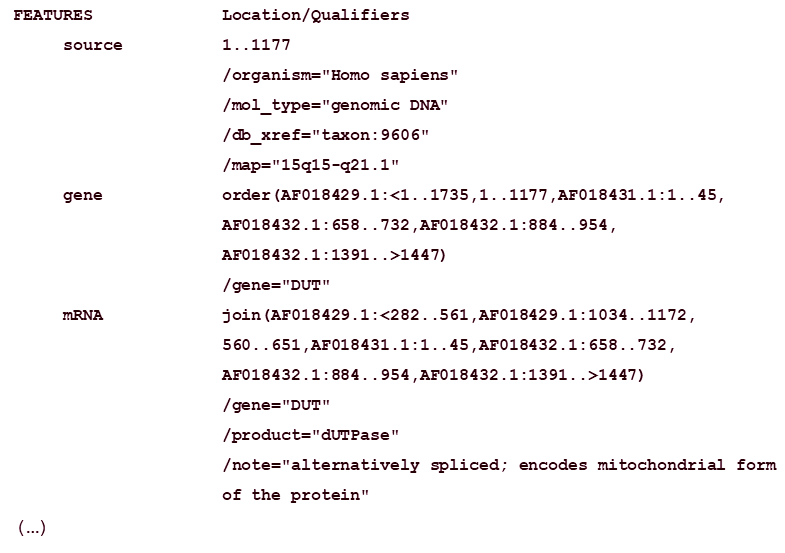 FEATURES Location/Qualifiers
source 1..1177
/organism="Homo sapiens"
/mol_type="genomic DNA"
/db_xref="taxon:9606"
/map="15q15-q21.1"
gene order(AF018429.1:<1..1735,1..1177,AF018431.1:1..45,
AF018432.1:658..732,AF018432.1:884..954,
AF018432.1:1391..>1447)
/gene="DUT"
mRNA join(AF018429.1:<282..561,AF018429.1:1034..1172,
560..651,AF018431.1:1..45,AF018432.1:658..732,
AF018432.1:884..954,AF018432.1:1391..>1447)
/gene="DUT"
/product="dUTPase"
/note="alternatively spliced; encodes mitochondrial form
of the protein"
(...)